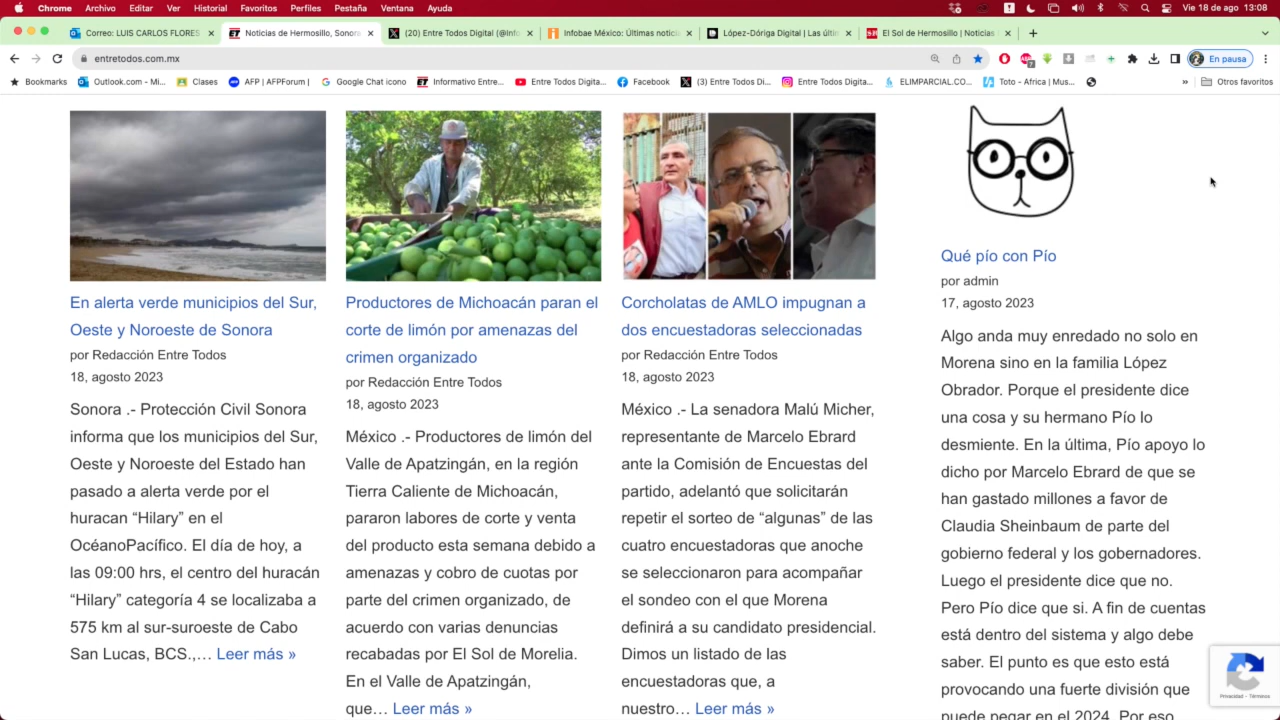 Chrome Archivo Editar Ver Historial Favoritos Perfiles Pestaña Ventana Ayuda
Vie 18 de ago 13:08
Correo: LUIS CARLOS FLORES
Noticias de Hermosillo, Sonora
(20) Entre Todos Digital (@Info
Infobae México: Últimas notici
López-Dóriga Digital | Las últin
El Sol de Hermosillo | Noticias
entretodos.com.mx
En pausa
Bookmarks Outlook.com - Mi... Clases AFP | AFPForum | Google Chat icono Informativo Entre... Entre Todos Digita... Facebook (3) Entre Todos Di... Entre Todos Digita... ELIMPARCIAL.CO... Toto - Africa | Mus... » Otros favoritos
En alerta verde municipios del Sur,
Oeste y Noroeste de Sonora
por Redacción Entre Todos
18, agosto 2023
Sonora .- Protección Civil Sonora
informa que los municipios del Sur,
Oeste y Noroeste del Estado han
pasado a alerta verde por el
huracan “Hilary” en el
OcéanoPacífico. El día de hoy, a
las 09:00 hrs, el centro del huracán
“Hilary” categoría 4 se localizaba a
575 km al sur-suroeste de Cabo
San Lucas, BCS.,… Leer más »
Productores de Michoacán paran el
corte de limón por amenazas del
crimen organizado
por Redacción Entre Todos
18, agosto 2023
México .- Productores de limón del
Valle de Apatzingán, en la región
Tierra Caliente de Michoacán,
pararon labores de corte y venta
del producto esta semana debido a
amenazas y cobro de cuotas por
parte del crimen organizado, de
acuerdo con varias denuncias
recabadas por El Sol de Morelia.
En el Valle de Apatzingán,
que… Leer más »
Corcholatas de AMLO impugnan a
dos encuestadoras seleccionadas
por Redacción Entre Todos
18, agosto 2023
México .- La senadora Malú Micher,
representante de Marcelo Ebrard
ante la Comisión de Encuestas del
partido, adelantó que solicitarán
repetir el sorteo de “algunas” de las
cuatro encuestadoras que anoche
se seleccionaron para acompañar
el sondeo con el que Morena
definirá a su candidato presidencial.
Dimos un listado de las
encuestadoras que, a
nuestro… Leer más »
Qué pío con Pío
por admin
17, agosto 2023
Algo anda muy enredado no solo en
Morena sino en la familia López
Obrador. Porque el presidente dice
una cosa y su hermano Pío lo
desmiente. En la última, Pío apoyo lo
dicho por Marcelo Ebrard de que se
han gastado millones a favor de
Claudia Sheinbaum de parte del
gobierno federal y los gobernadores.
Luego el presidente dice que no.
Pero Pío dice que si. A fin de cuentas
está dentro del sistema y algo debe
saber. El punto es que esto está
provocando una fuerte división que
puede pegar en el 2024. Por eso
Privacidad - Términos